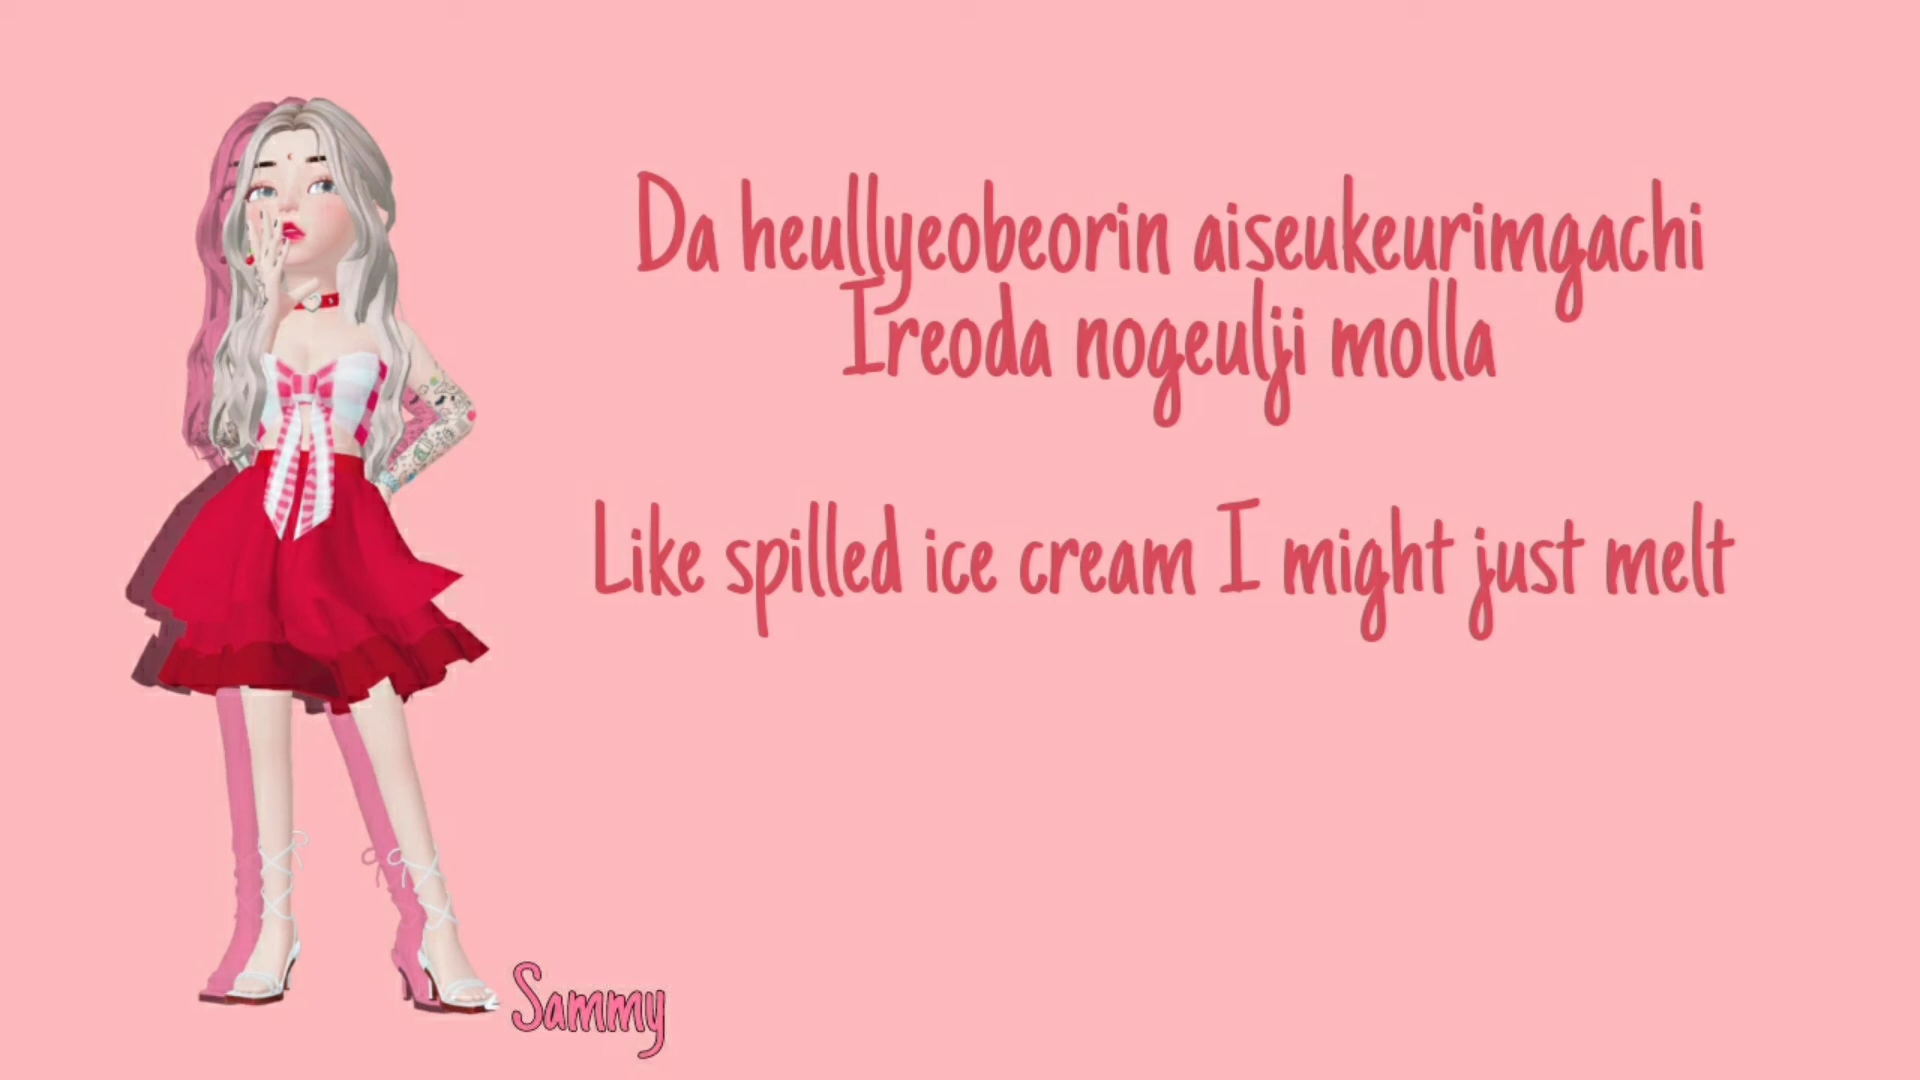 Da heullyeobeorin aiseukeurimgachi
Ireoda nogeulji molla
Like spilled ice cream I might just melt
Sammy